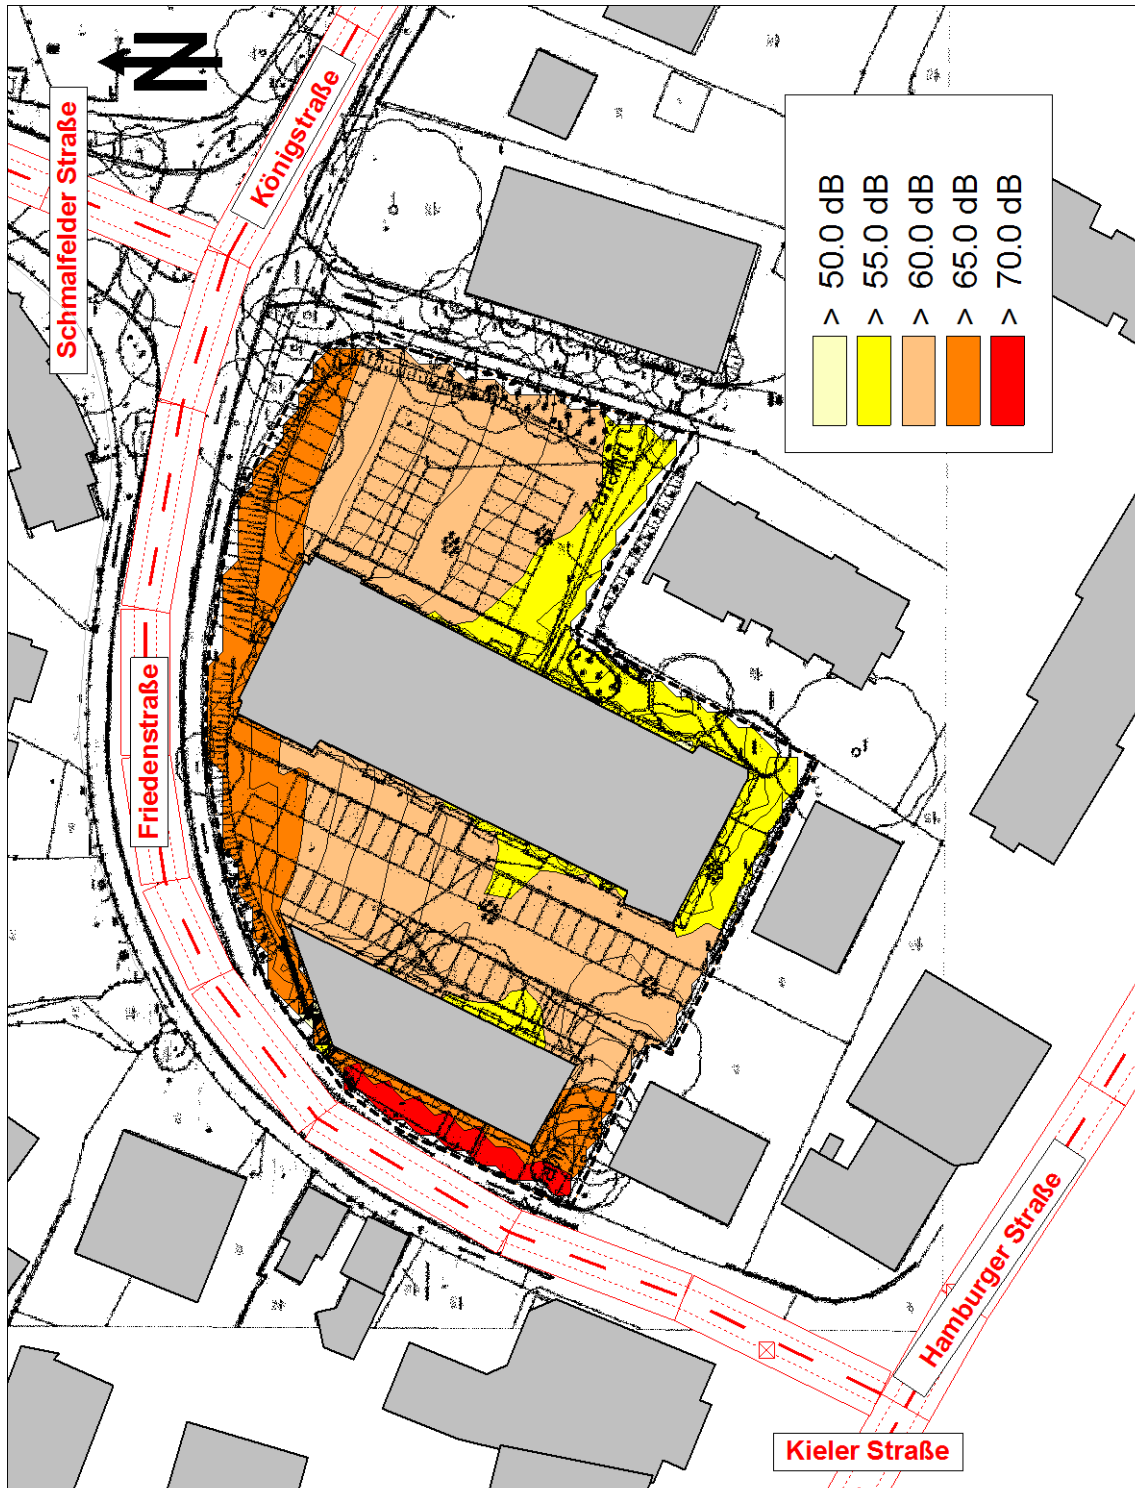 N
Schmalfelder Straße
Königstraße
> 50.0 dB
> 55.0 dB
> 60.0 dB
> 65.0 dB
> 70.0 dB
Friedenstraße
Hamburger Straße
Kieler Straße